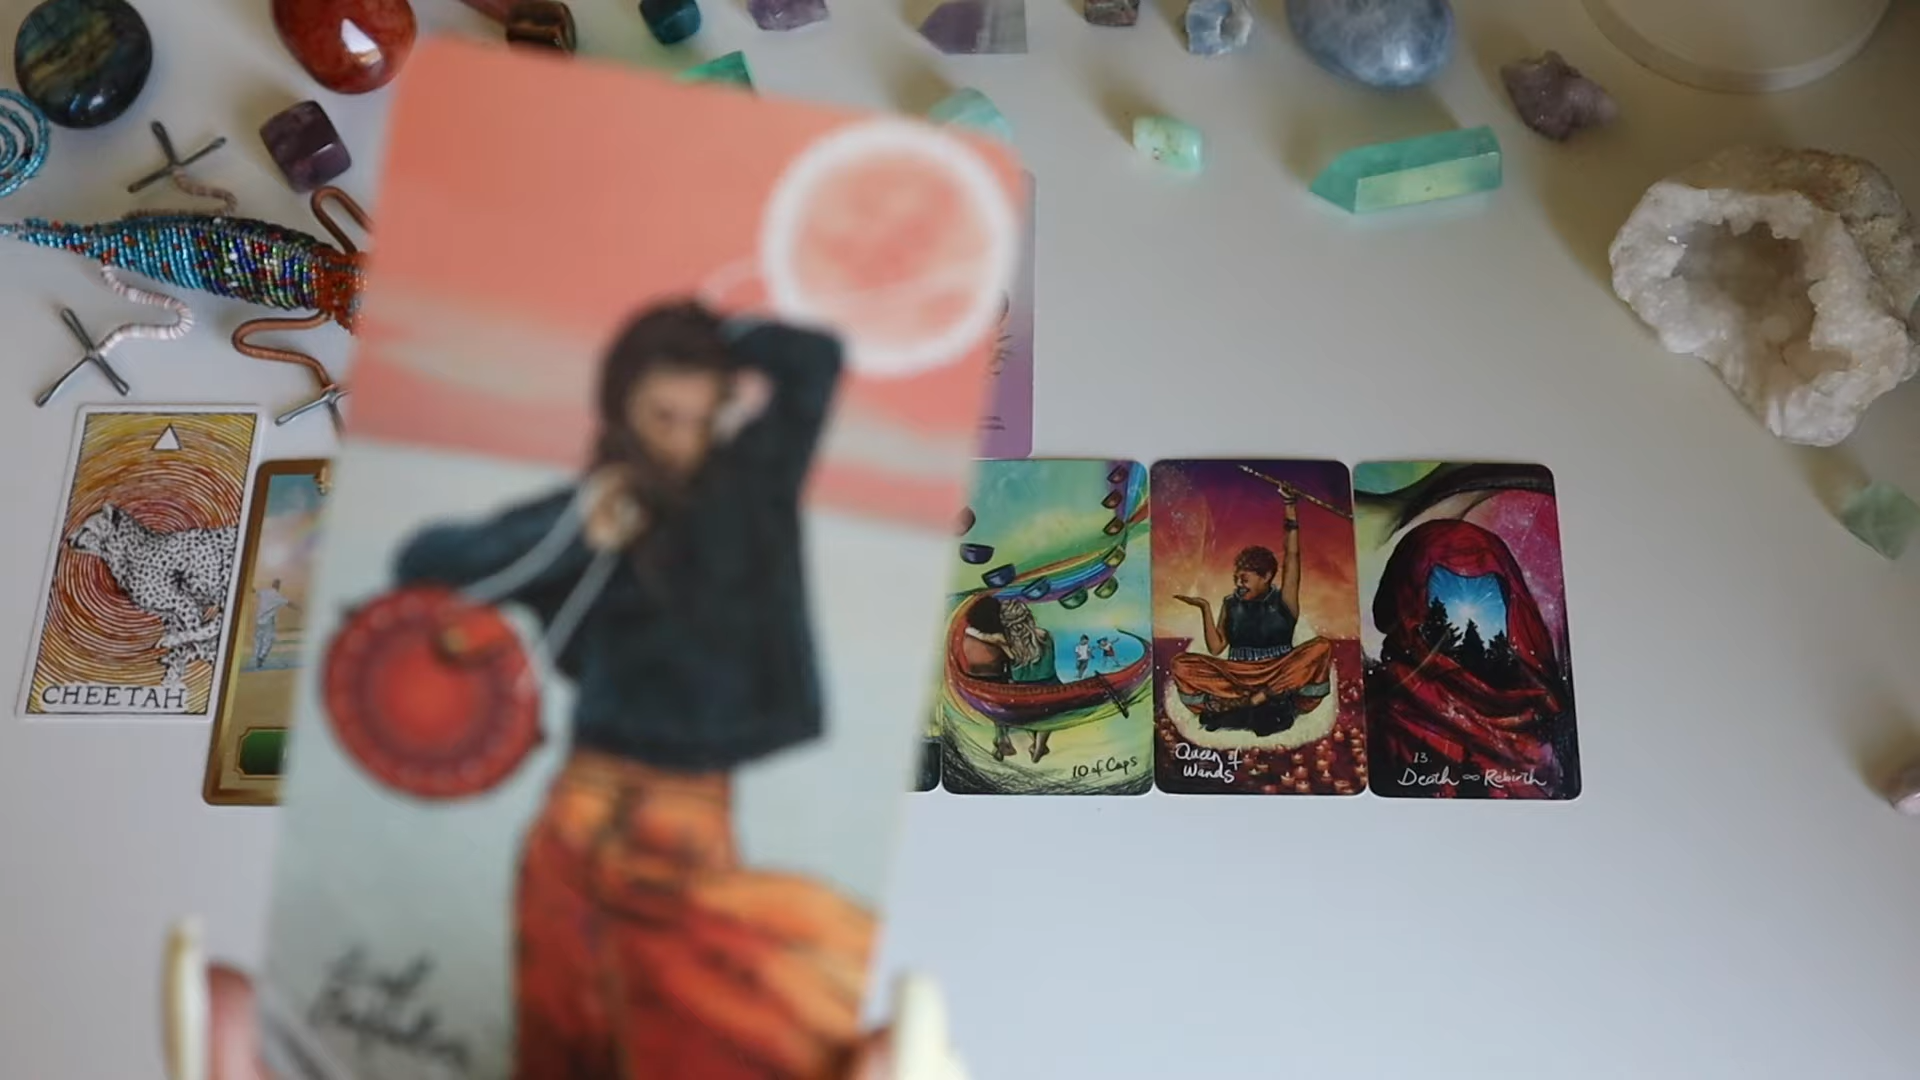 CHEETAH
10 of Cups
Queen of
Wands
13.
Death ∞ Rebirth